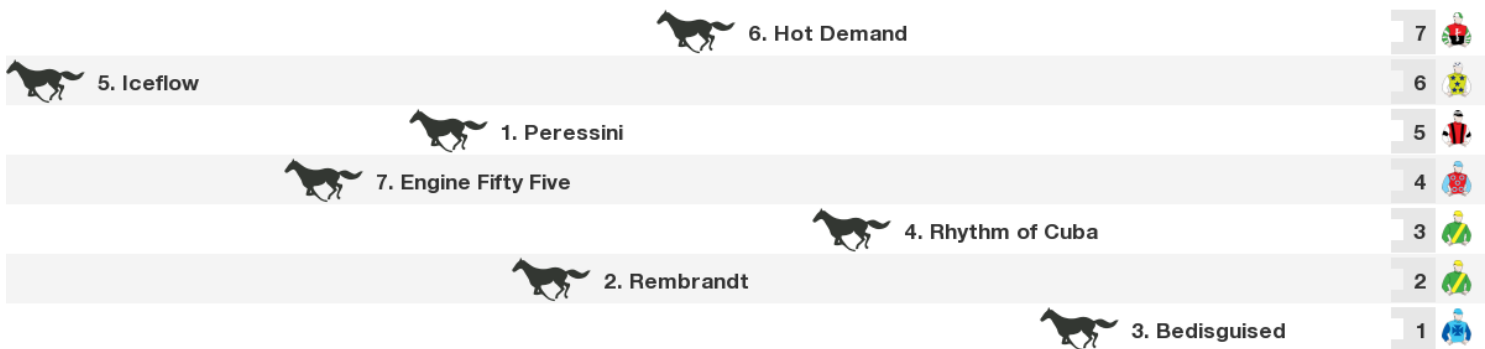 6. Hot Demand 7
5. Iceflow 6
1. Peressini 5
7. Engine Fifty Five 4
4. Rhythm of Cuba 3
2. Rembrandt 2
3. Bedisguised 1